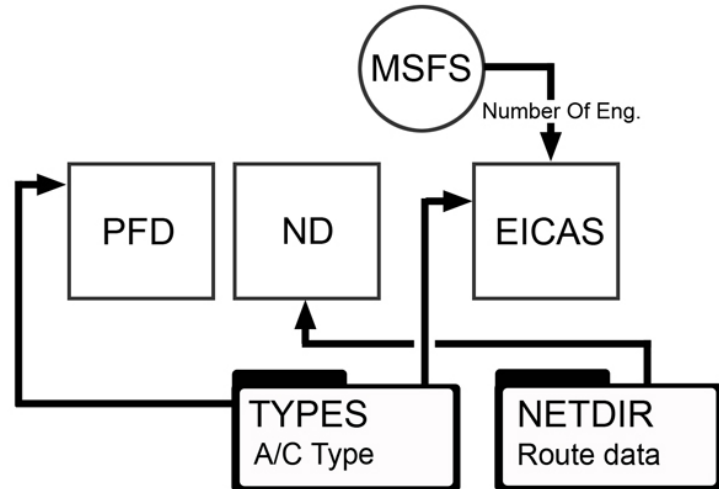 MSFS
Number Of Eng.
PFD
ND
EICAS
TYPES
A/C Type
NETDIR
Route data